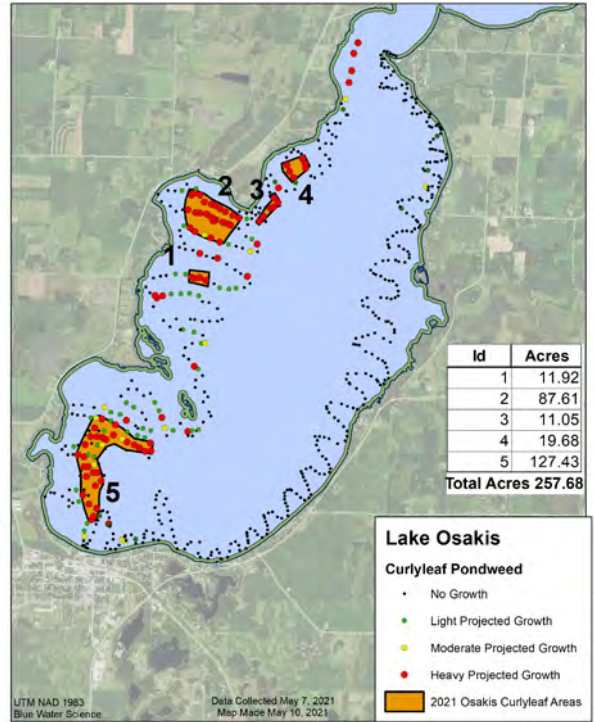 2
3
4
1
5
Id Acres
1 11.92
2 87.61
3 11.05
4 19.68
5 127.43
Total Acres 257.68
Lake Osakis
Curlyleaf Pondweed
No Growth
Light Projected Growth
Moderate Projected Growth
Heavy Projected Growth
2021 Osakis Curlyleaf Areas
UTM NAD 1983
Blue Water Science
Data Collected May 7, 2021
Map Made May 10, 2021